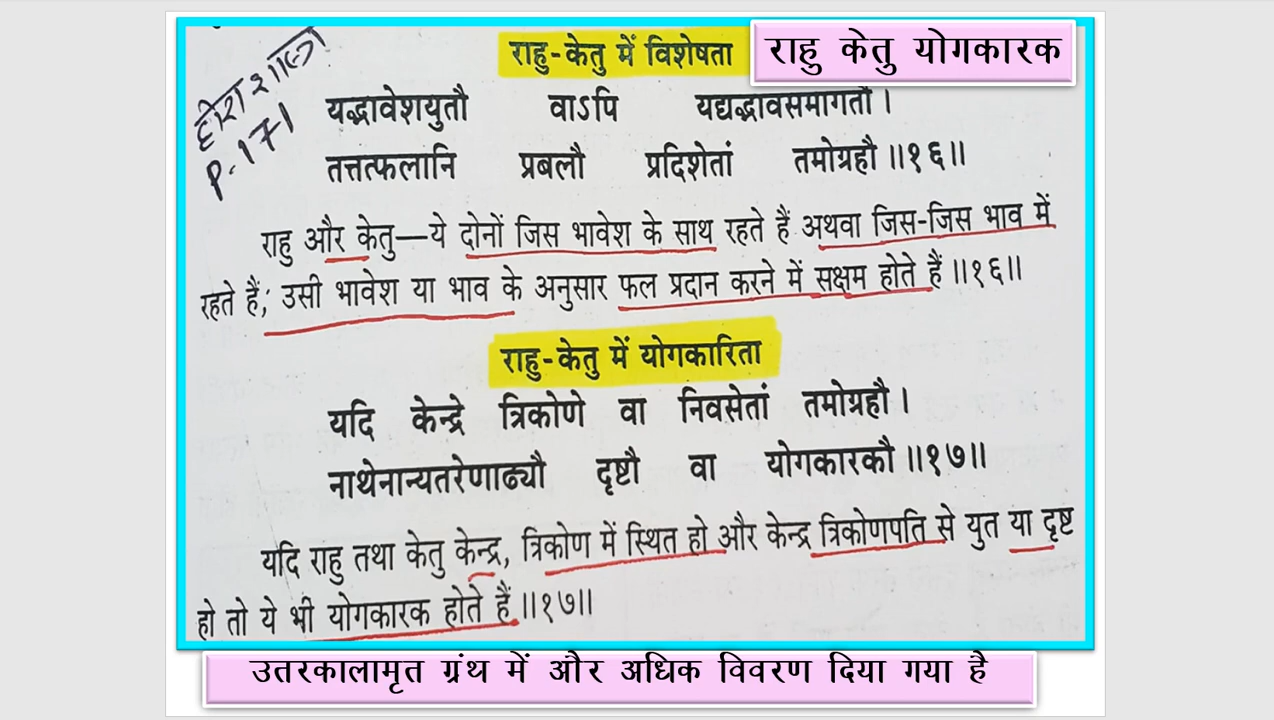 राहु-केतु में विशेषता
राहु केतु योगकारक
होरा शास्त्र
P. 171
यद्भावेशयुतौ वाऽपि यद्यद्भावसमागतौ ।
तत्तत्फलानि प्रबलौ प्रदिशेतां तमोग्रहौ ॥१६॥
राहु और केतु—ये दोनों जिस भावेश के साथ रहते हैं अथवा जिस-जिस भाव में
रहते हैं; उसी भावेश या भाव के अनुसार फल प्रदान करने में सक्षम होते हैं ॥१६॥
राहु-केतु में योगकारिता
यदि केन्द्रे त्रिकोणे वा निवसेतां तमोग्रहौ ।
नाथेनान्यतरेणाढ्यौ दृष्टौ वा योगकारकौ ॥१७॥
यदि राहु तथा केतु केन्द्र, त्रिकोण में स्थित हो और केन्द्र त्रिकोणपति से युत या दृष्ट
हो तो ये भी योगकारक होते हैं ॥१७॥
उतरकालामृत ग्रंथ में और अधिक विवरण दिया गया है